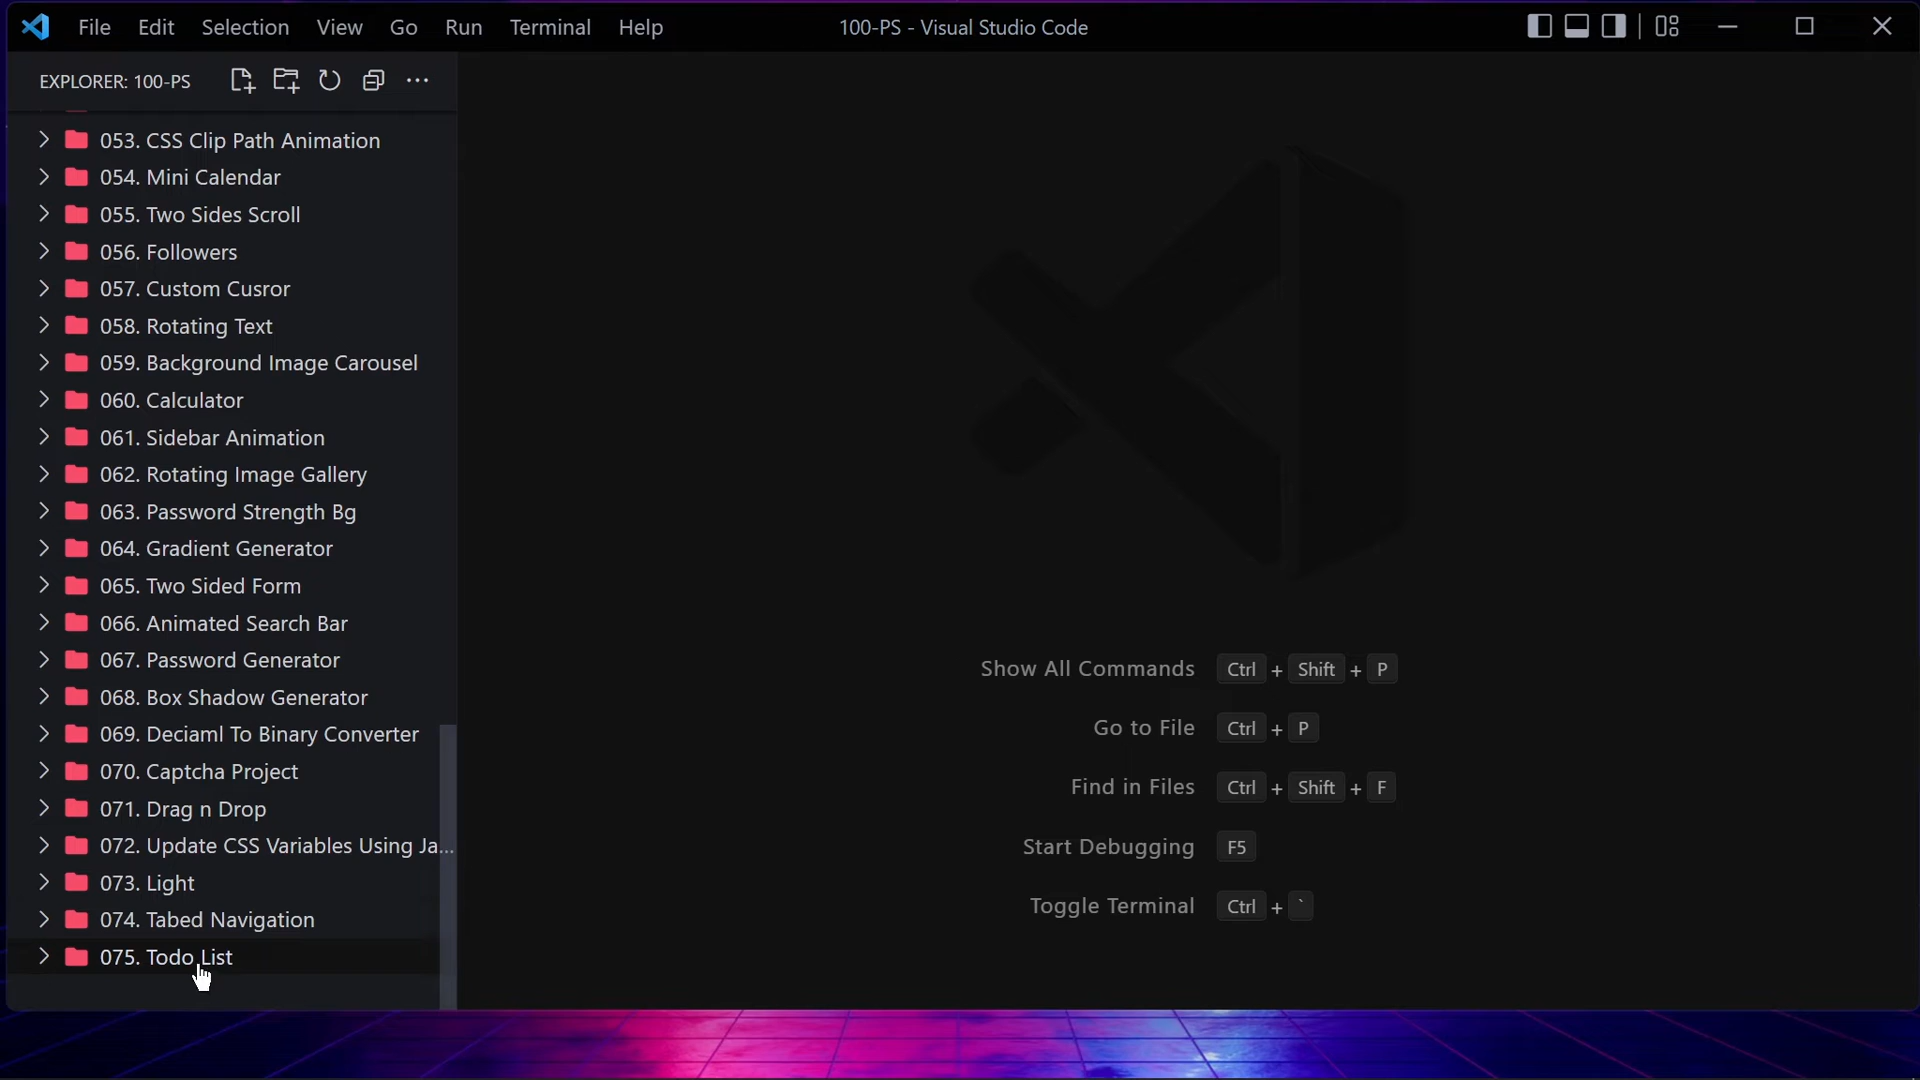 File Edit Selection View Go Run Terminal Help 100-PS - Visual Studio Code
EXPLORER: 100-PS
053. CSS Clip Path Animation
054. Mini Calendar
055. Two Sides Scroll
056. Followers
057. Custom Cusror
058. Rotating Text
059. Background Image Carousel
060. Calculator
061. Sidebar Animation
062. Rotating Image Gallery
063. Password Strength Bg
064. Gradient Generator
065. Two Sided Form
066. Animated Search Bar
067. Password Generator
068. Box Shadow Generator
069. Deciaml To Binary Converter
070. Captcha Project
071. Drag n Drop
072. Update CSS Variables Using Ja...
073. Light
074. Tabed Navigation
075. Todo List
Show All Commands Ctrl + Shift + P
Go to File Ctrl + P
Find in Files Ctrl + Shift + F
Start Debugging F5
Toggle Terminal Ctrl + `